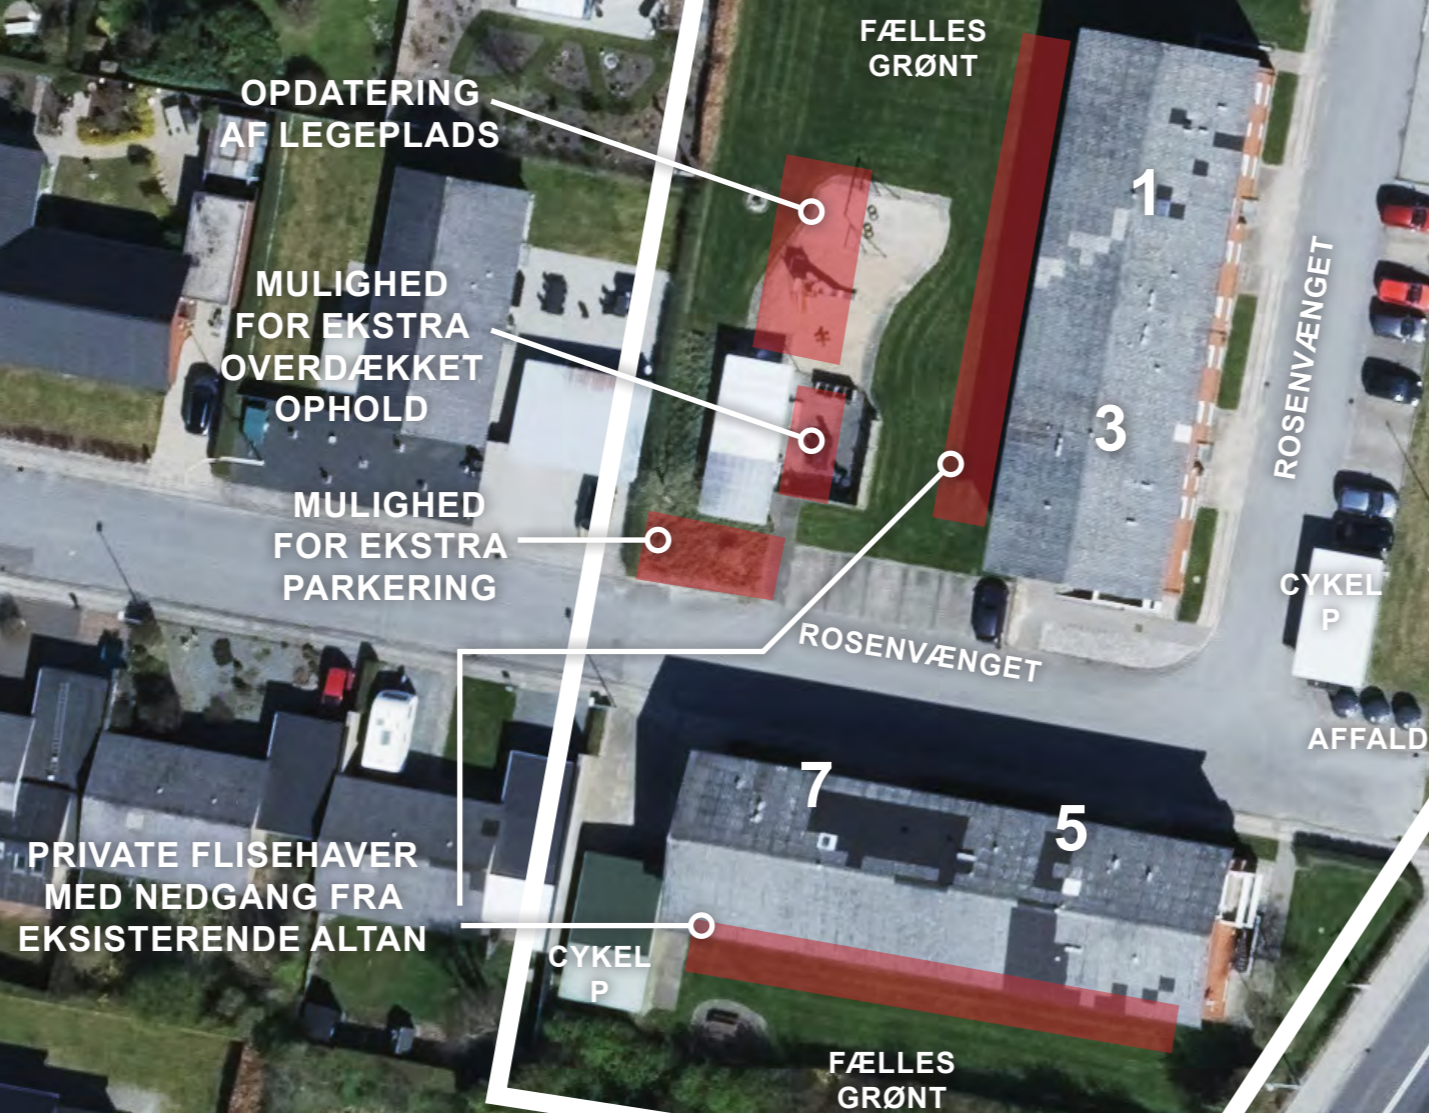 FÆLLES
GRØNT
OPDATERING
AF LEGEPLADS
1
MULIGHED
FOR EKSTRA
OVERDÆKKET
OPHOLD
ROSENVÆNGET
3
MULIGHED
FOR EKSTRA
PARKERING
CYKEL
P
ROSENVÆNGET
AFFALD
7
5
PRIVATE FLISEHAVER
MED NEDGANG FRA
EKSISTERENDE ALTAN
CYKEL
P
FÆLLES
GRØNT